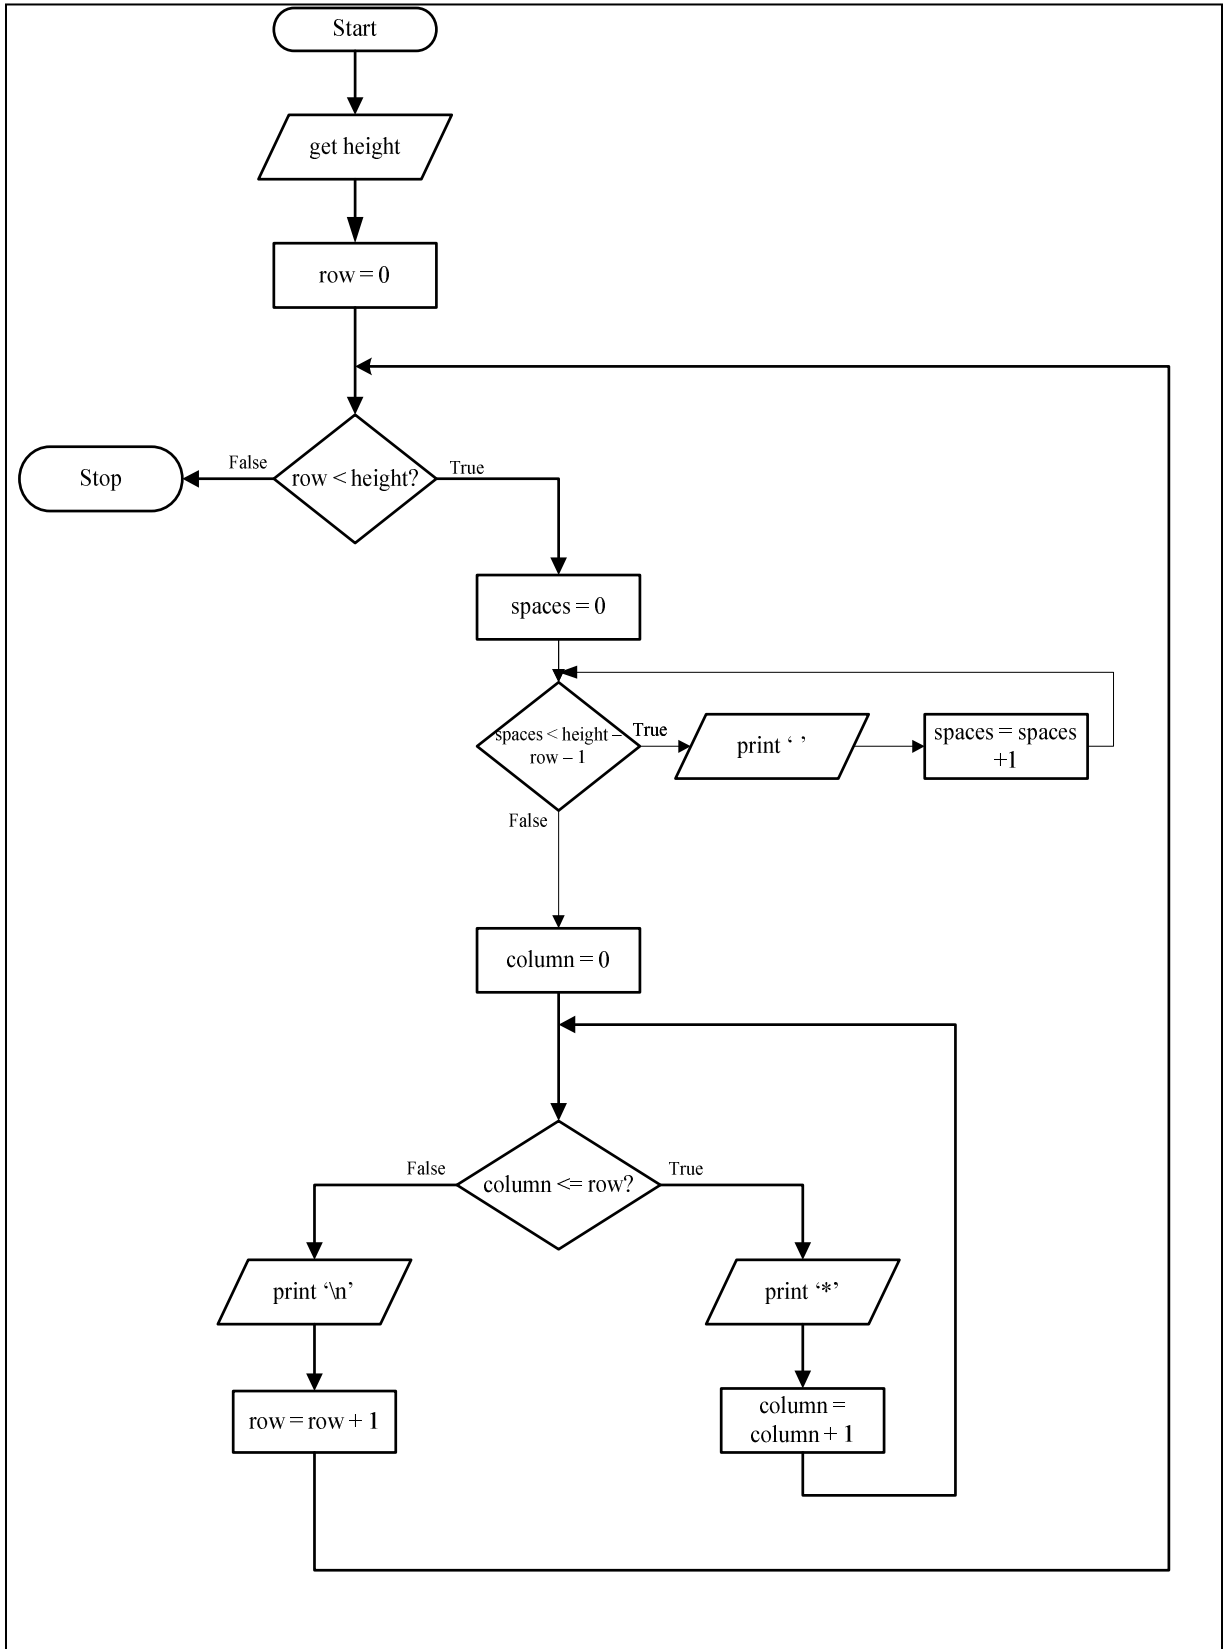 Start
get height
row = 0
False
row < height?
True
Stop
spaces = 0
spaces < height –
row – 1
True
print ‘ ’
spaces = spaces
+1
False
column = 0
False
column <= row?
True
print ‘\n’
print ‘*’
row = row + 1
column =
column + 1